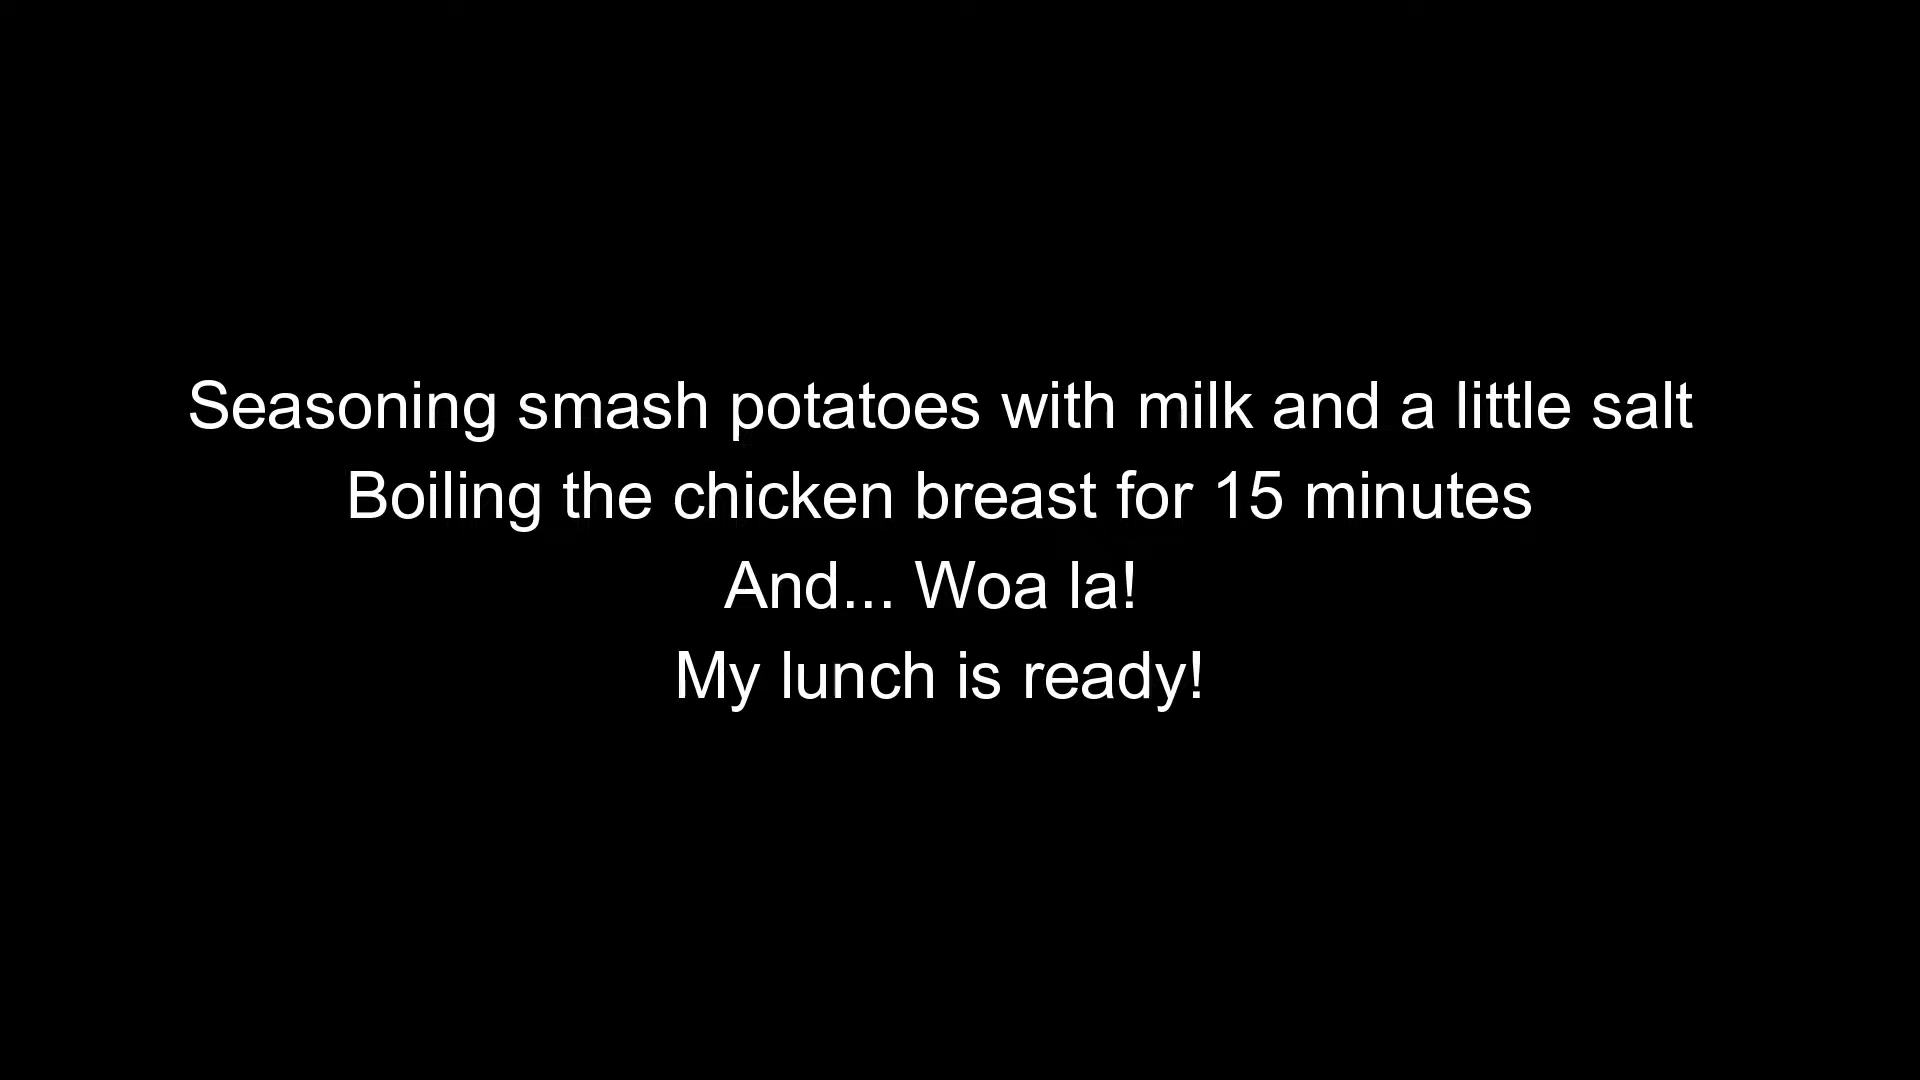 Seasoning smash potatoes with milk and a little salt
Boiling the chicken breast for 15 minutes
And... Woa la!
My lunch is ready!